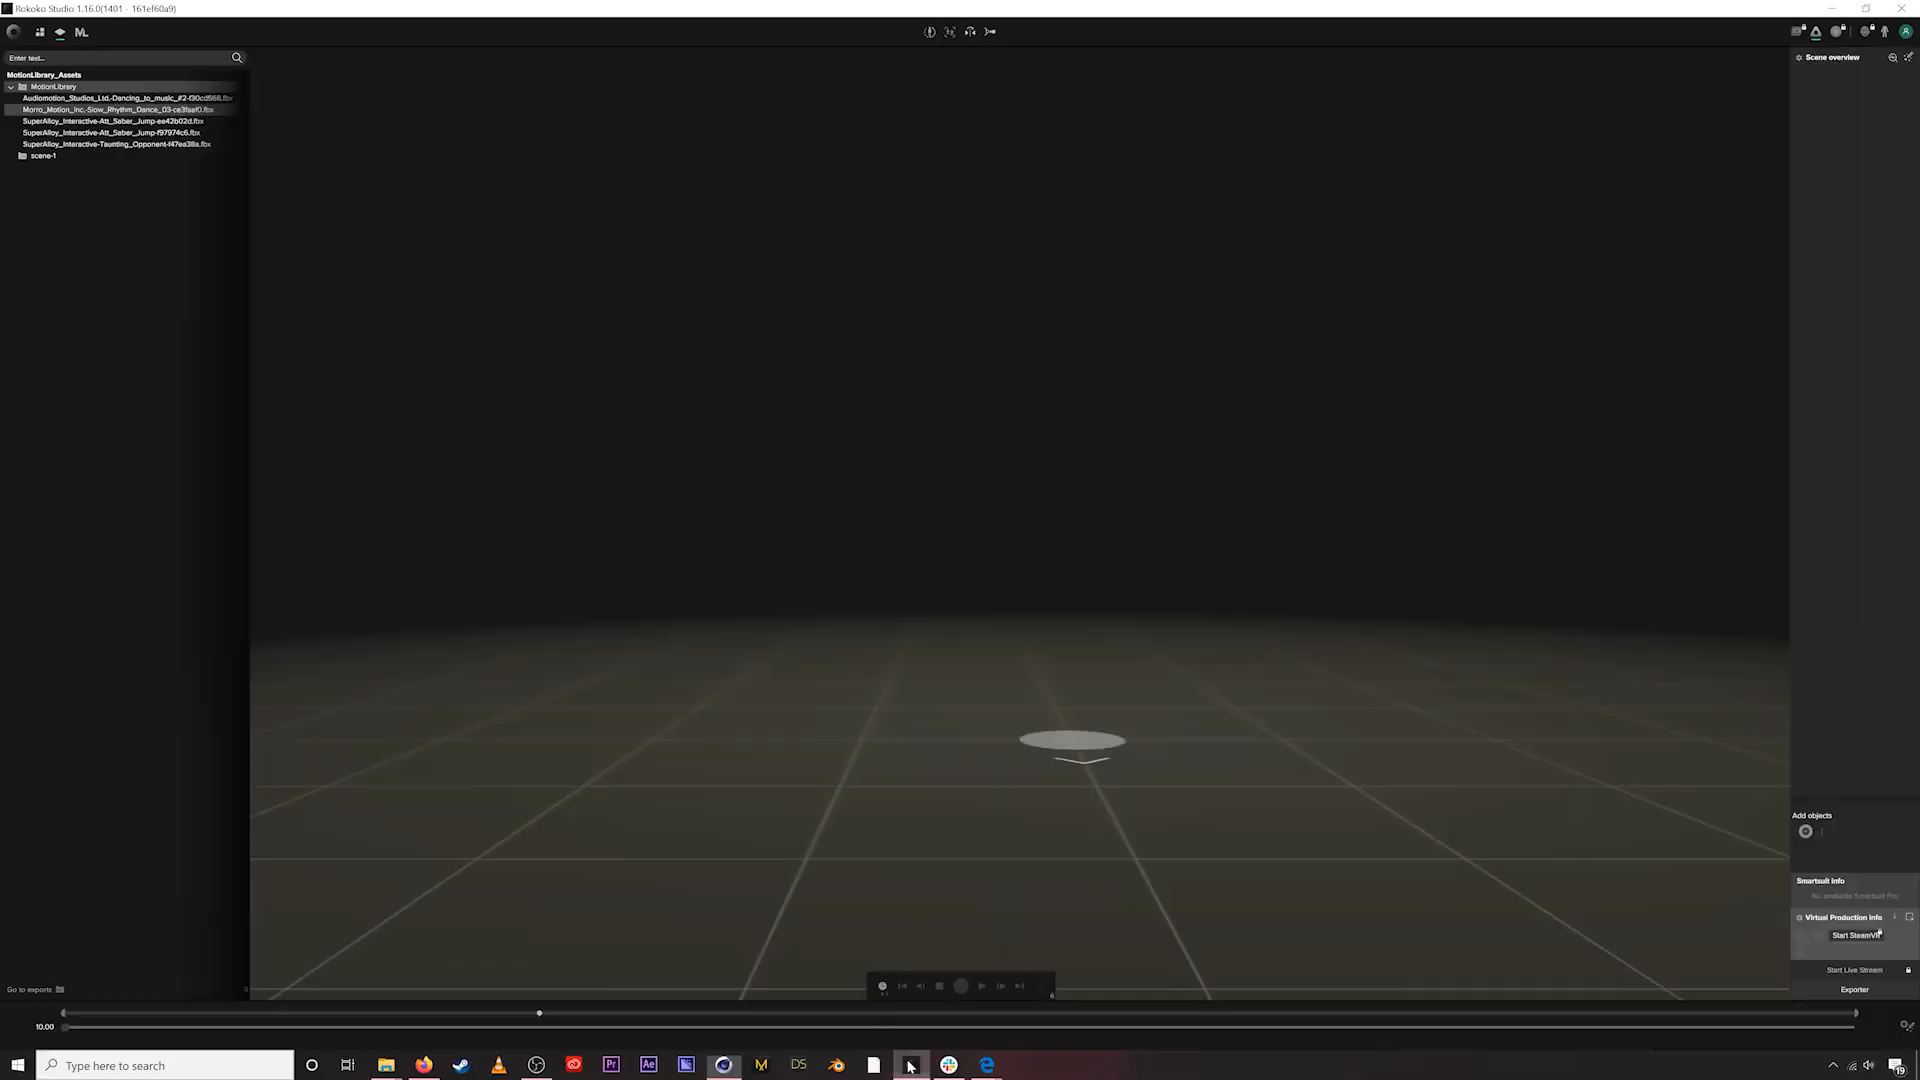 Rokoko Studio 1.16.0(1401 - 161ef60a9)
ML
Enter text...
MotionLibrary_Assets
MotionLibrary
Audiomotion_Studios_Ltd.-Dancing_to_music_#2-f30cd566.fbx
Morro_Motion_Inc.-Slow_Rhythm_Dance_03-ce3faaf0.fbx
SuperAlloy_Interactive-Att_Saber_Jump-ee42b02d.fbx
SuperAlloy_Interactive-Att_Saber_Jump-f97974c6.fbx
SuperAlloy_Interactive-Taunting_Opponent-f47ea38a.fbx
scene-1
Scene overview
A
Add objects
Smartsuit info
No available Smartsuit Pro
Virtual Production info
Start SteamVR
Start Live Stream
Exporter
Go to exports
x1
10.00
Type here to search
Pr
Ae
M
DS
19